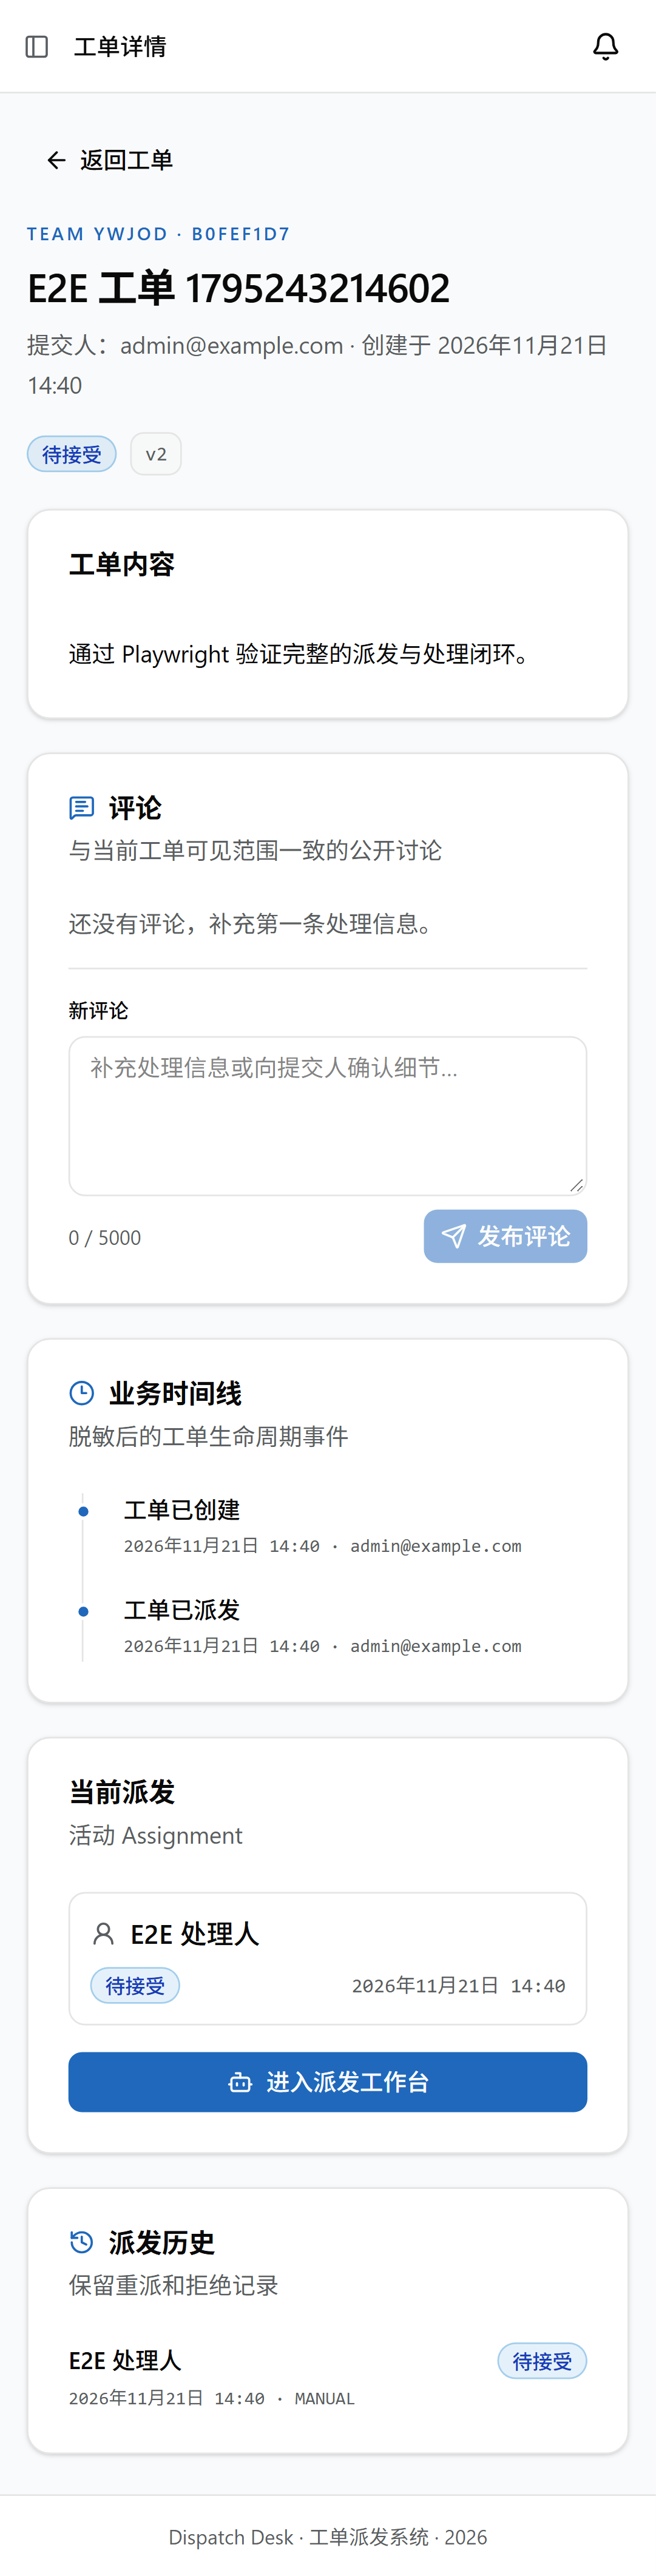 工单详情
返回工单
TEAM YWJOD · B0FEF1D7
E2E 工单 1795243214602
提交人：admin@example.com · 创建于 2026年11月21日
14:40
待接受 v2
工单内容
通过 Playwright 验证完整的派发与处理闭环。
评论
与当前工单可见范围一致的公开讨论
还没有评论，补充第一条处理信息。
新评论
补充处理信息或向提交人确认细节...
0 / 5000 发布评论
业务时间线
脱敏后的工单生命周期事件
工单已创建
2026年11月21日 14:40 · admin@example.com
工单已派发
2026年11月21日 14:40 · admin@example.com
当前派发
活动 Assignment
E2E 处理人
待接受 2026年11月21日 14:40
进入派发工作台
派发历史
保留重派和拒绝记录
E2E 处理人 待接受
2026年11月21日 14:40 · MANUAL
Dispatch Desk · 工单派发系统 · 2026